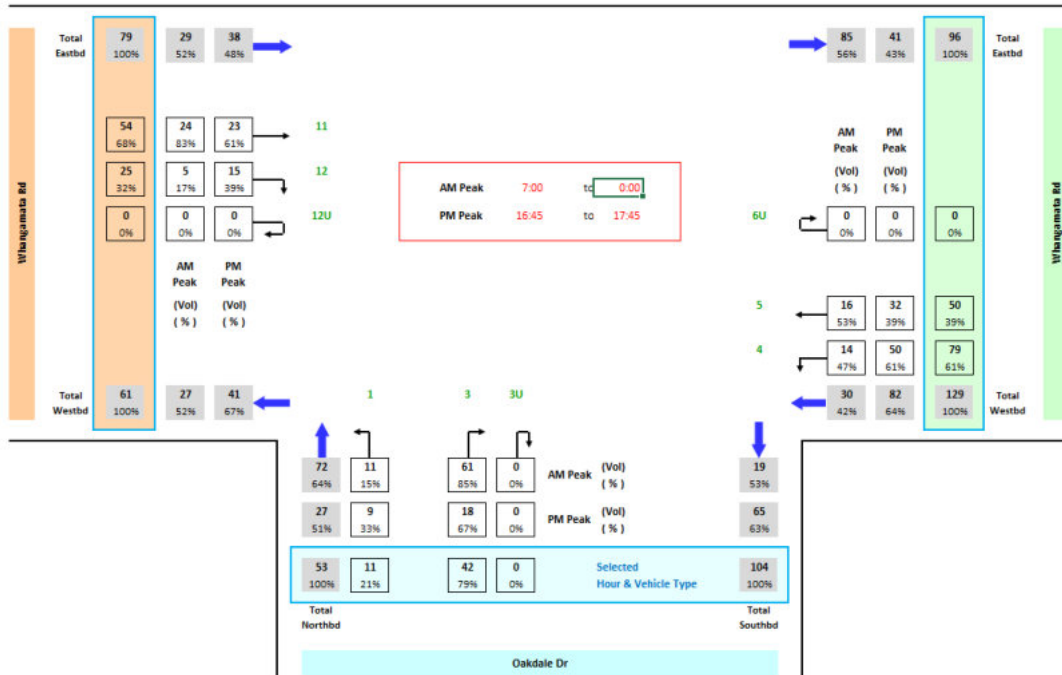 Total 79 29 38 85 41 96 Total
Eastbd 100% 52% 48% 56% 43% 100% Eastbd
54 24 23 11
68% 83% 61%
AM PM
Peak Peak
25 5 15 12
32% 17% 39%
(Vol) (Vol)
( % ) ( % )
AM Peak 7:00 to 0:00
PM Peak 16:45 to 17:45
0 0 0 12U 6U 0 0 0
0% 0% 0% 0% 0% 0%
Whangamata Rd
Whangamata Rd
AM PM
Peak Peak
(Vol) (Vol)
( % ) ( % )
5 16 32 50
53% 39% 39%
4 14 50 79
47% 61% 61%
Total 61 27 41 1 3 3U 30 82 129 Total
Westbd 100% 52% 67% 42% 64% 100% Westbd
72 11 61 0 AM Peak (Vol) 19
64% 15% 85% 0% ( % ) 53%
27 9 18 0 PM Peak (Vol) 65
51% 33% 67% 0% ( % ) 63%
53 11 42 0 Selected 104
100% 21% 79% 0% Hour & Vehicle Type 100%
Total Total
Northbd Southbd
Oakdale Dr